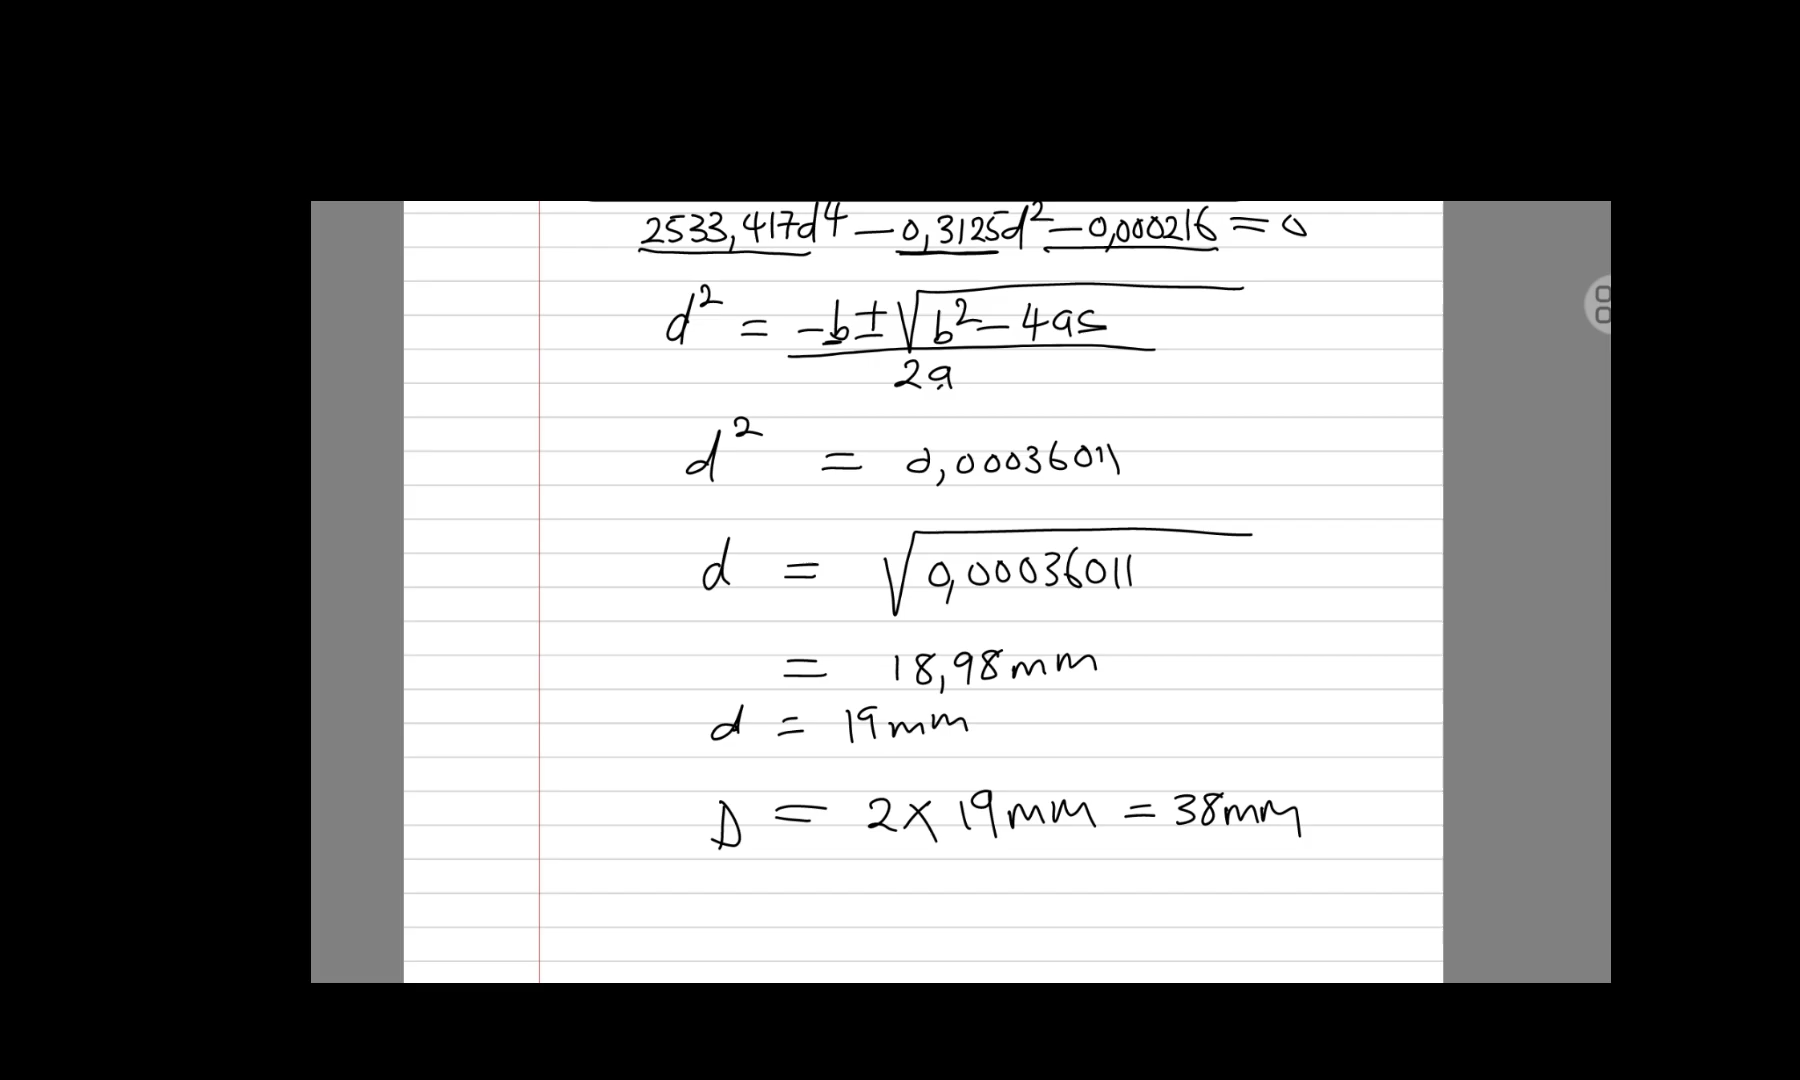 2533,417d⁴ — 0,3125d² — 0,000216 = 0
d² = -b ± √b² - 4ac / 2a
d² = 0,00036011
d = √0,00036011
= 18,98mm
d = 19mm
D = 2 x 19mm = 38mm